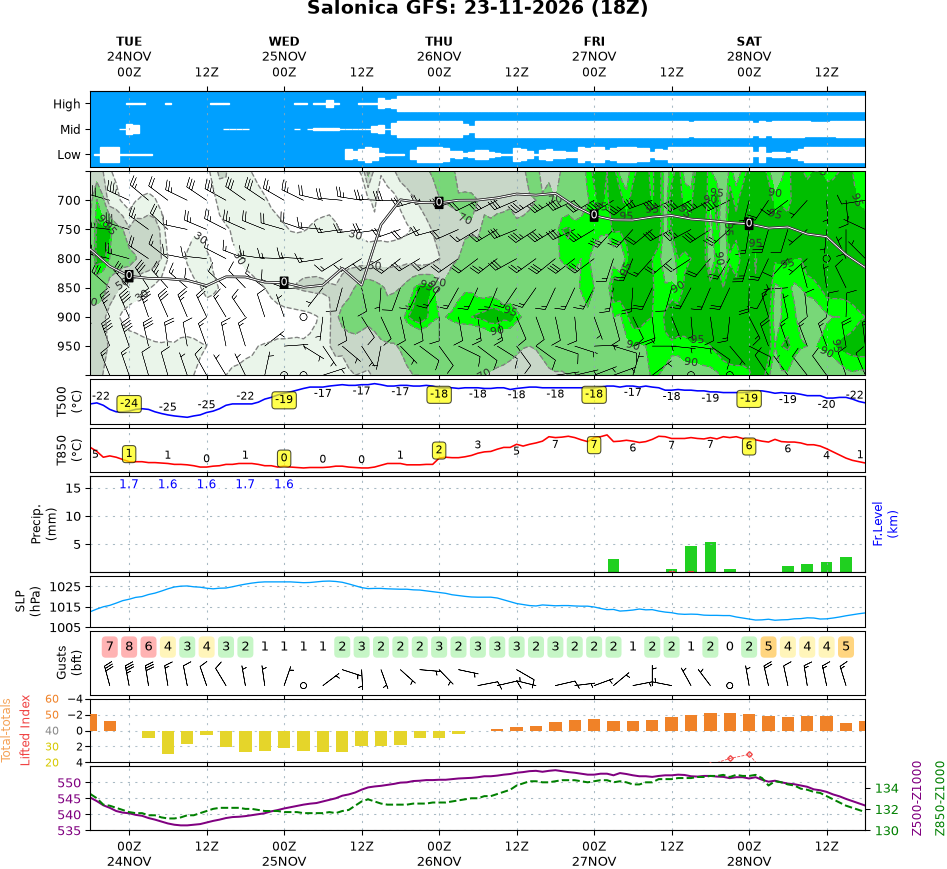 Salonica GFS: 23-11-2026 (18Z)
TUE WED THU FRI SAT
24NOV 25NOV 26NOV 27NOV 28NOV
00Z 12Z 00Z 12Z 00Z 12Z 00Z 12Z 00Z 12Z
High
Mid
Low
700
750
800
850
900
950
0 0 0 0 0
30 30 70 90 95
T500
(°C)
-22 -24 -25 -25 -22 -19 -17 -17 -17 -18 -18 -18 -18 -18 -17 -18 -19 -19 -19 -20 -22
T850
(°C)
5 1 1 0 1 0 0 0 1 2 3 5 7 7 6 7 7 6 6 4 1
Precip.
(mm)
15
10
5
1.7 1.6 1.6 1.7 1.6
Fr.Level
(km)
SLP
(hPa)
1025
1015
1005
Gusts
(bft)
7 8 6 4 3 4 3 2 1 1 1 1 2 3 2 2 2 3 2 3 3 3 2 3 2 2 2 1 2 2 1 2 0 2 5 4 4 4 5
Total-totals
Lifted Index
60 −4
50 −2
40 0
30 2
20 4
550
545
540
535
134
132
130
Z500-Z1000
Z850-Z1000
00Z 12Z 00Z 12Z 00Z 12Z 00Z 12Z 00Z 12Z
24NOV 25NOV 26NOV 27NOV 28NOV